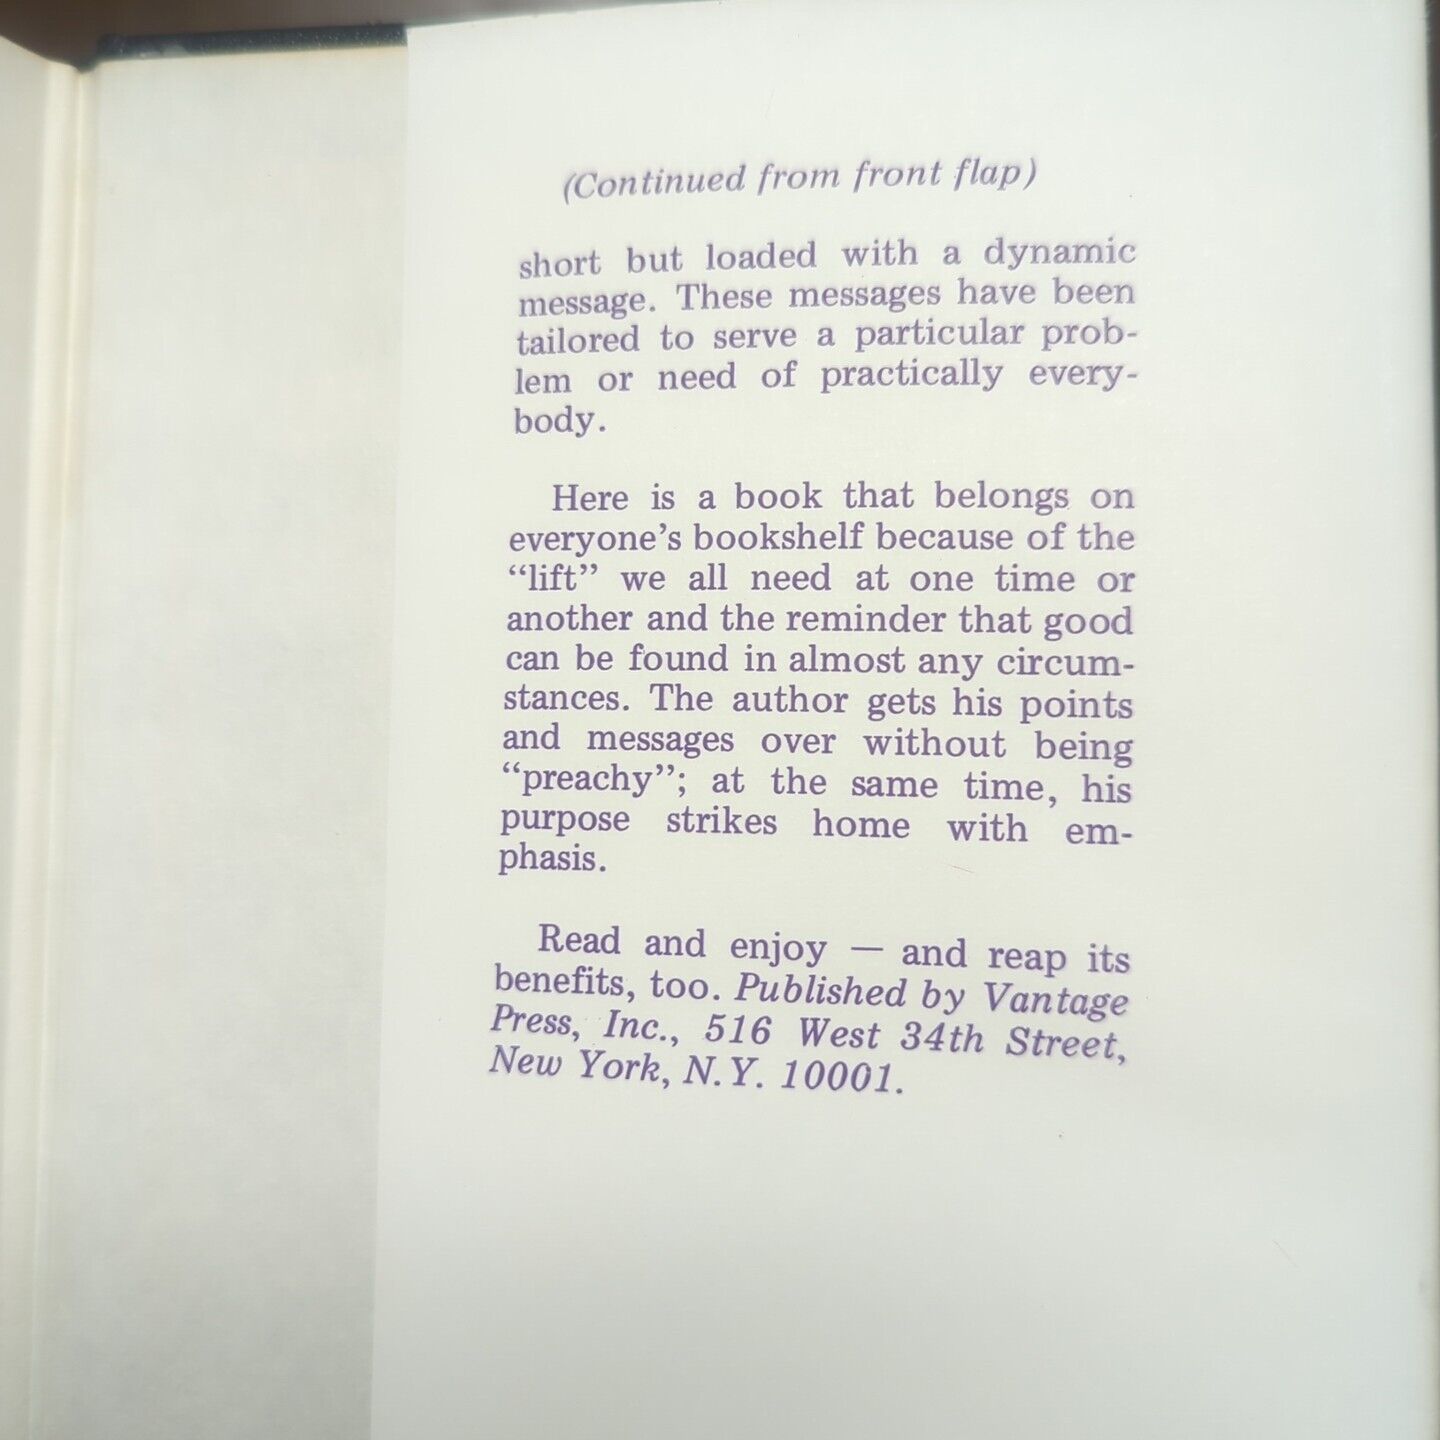 (Continued from front flap)
short but loaded with a dynamic
message. These messages have been
tailored to serve a particular prob-
lem or need of practically every-
body.
Here is a book that belongs on
everyone’s bookshelf because of the
“lift” we all need at one time or
another and the reminder that good
can be found in almost any circum-
stances. The author gets his points
and messages over without being
“preachy”; at the same time, his
purpose strikes home with em-
phasis.
Read and enjoy — and reap its
benefits, too. Published by Vantage
Press, Inc., 516 West 34th Street,
New York, N.Y. 10001.